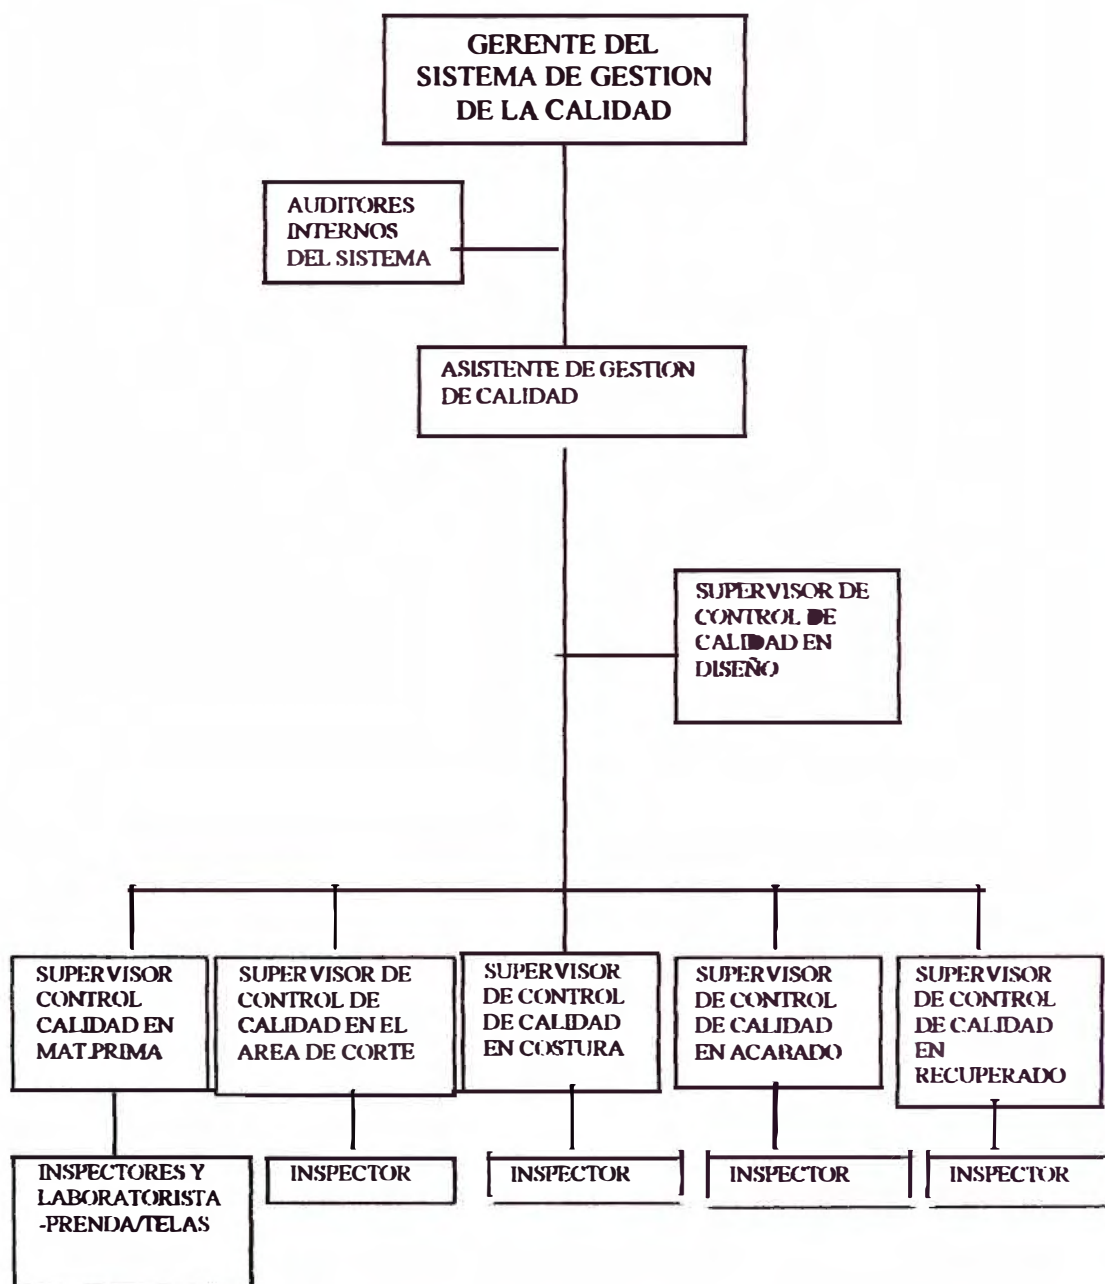 GERENTE DEL
SISTEMA DE GESTION
DE LA CALIDAD
AUDITORES
INTERNOS
DEL SISTEMA
ASISTENTE DE GESTION
DE CALIDAD
SUPERVISOR DE
CONTROL DE
CALIDAD EN
DISEÑO
SUPERVISOR
CONTROL
CALIDAD EN
MAT.PRIMA
SUPERVISOR DE
CONTROL DE
CALIDAD EN EL
AREA DE CORTE
SUPERVISOR
DE CONTROL
DE CALIDAD
EN COSTURA
SUPERVISOR
DE CONTROL
DE CALIDAD
EN ACABADO
SUPERVISOR
DE CONTROL
DE CALIDAD
EN
RECUPERADO
INSPECTORES Y
LABORATORISTA
-PRENDA/TELAS
INSPECTOR
INSPECTOR
INSPECTOR
INSPECTOR